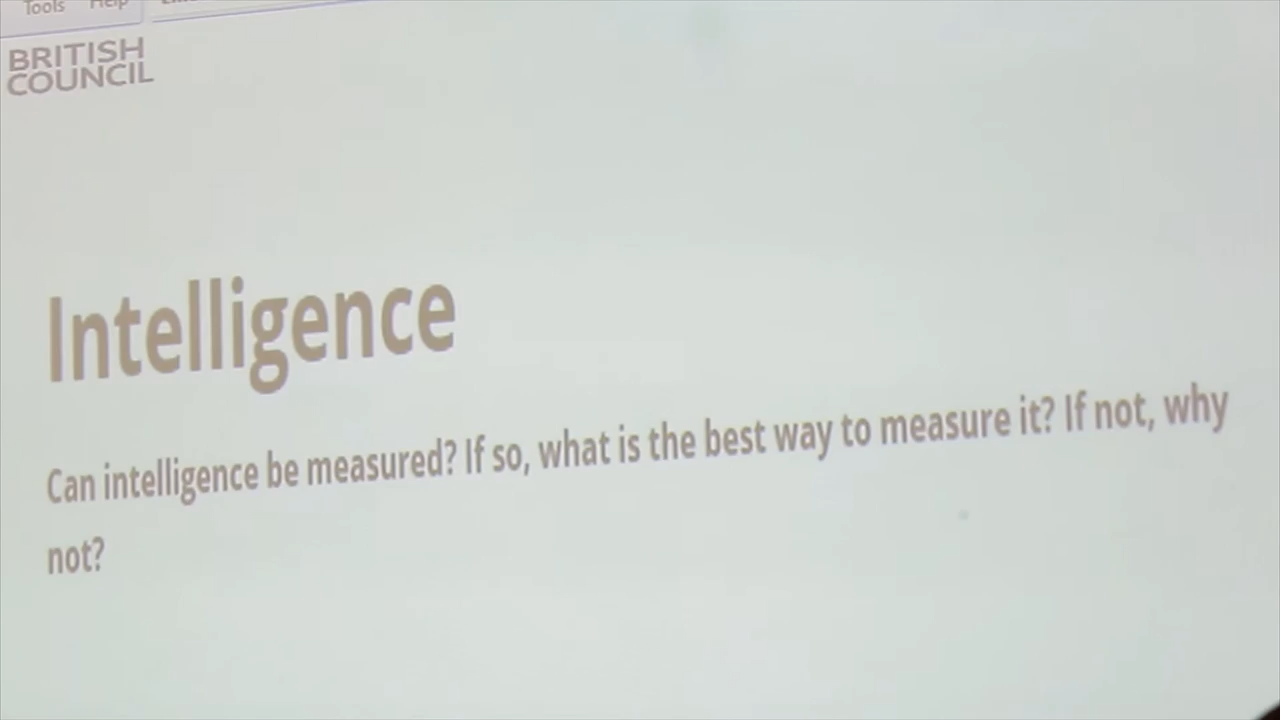 Tools Help
BRITISH
COUNCIL
Intelligence
Can intelligence be measured? If so, what is the best way to measure it? If not, why
not?